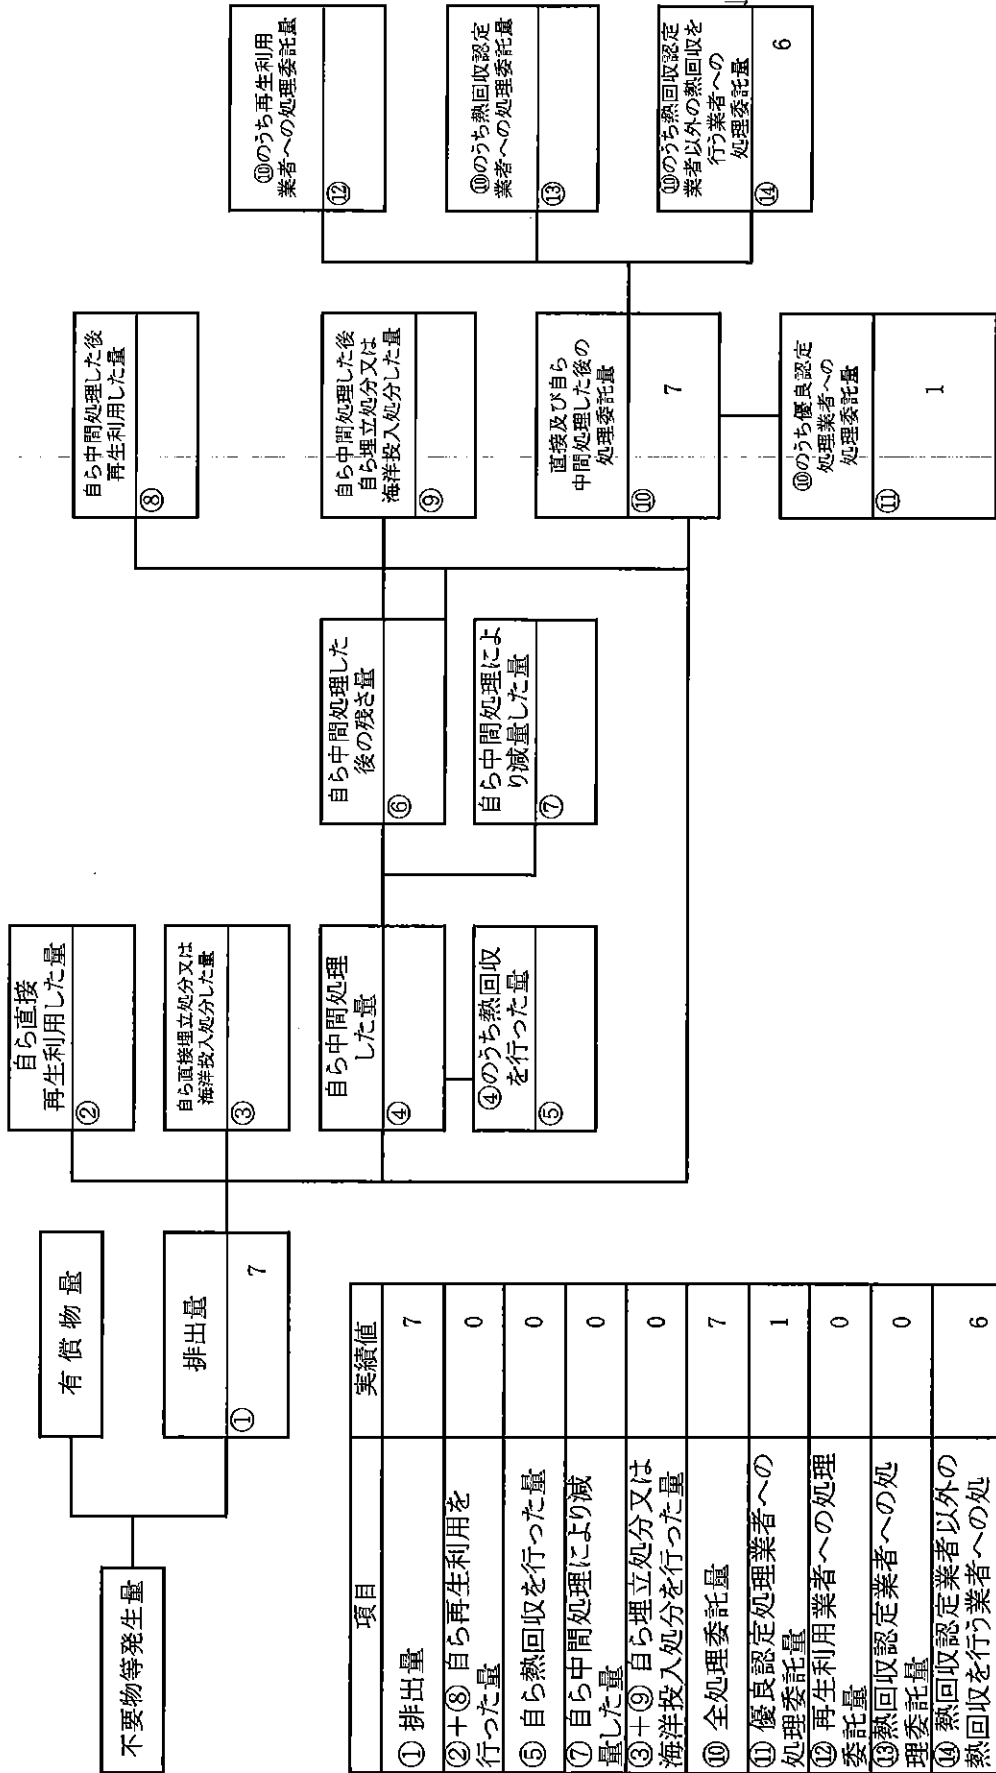 不要物等発生量
有償物量
排出量
①
7
自ら直接
再生利用した量
②
自ら直接埋立処分又は
海洋投入処分した量
③
自ら中間処理
した量
④
④のうち熱回収
を行った量
⑤
自ら中間処理した
後の残さ量
⑥
自ら中間処理によ
り減量した量
⑦
自ら中間処理した後
再生利用した量
⑧
自ら中間処理した後
自ら埋立処分又は
海洋投入処分した量
⑨
直接及び自ら
中間処理した後の
処理委託量
⑩
7
⑩のうち優良認定
処理業者への
処理委託量
⑪
1
⑩のうち再生利用
業者への処理委託量
⑫
⑩のうち熱回収認定
業者への処理委託量
⑬
⑩のうち熱回収認定
業者以外の熱回収を
行う業者への
処理委託量
⑭
6
項目 実績値
① 排出量 7
②+⑧ 自ら再生利用を
行った量 0
⑤ 自ら熱回収を行った量 0
⑦ 自ら中間処理により減
量した量 0
③+⑨ 自ら埋立処分又は
海洋投入処分を行った量 0
⑩ 全処理委託量 7
⑪ 優良認定処理業者への
処理委託量 1
⑫ 再生利用業者への処理
委託量 0
⑬熱回収認定業者への処
理委託量 0
⑭ 熱回収認定業者以外の
熱回収を行う業者への処 6